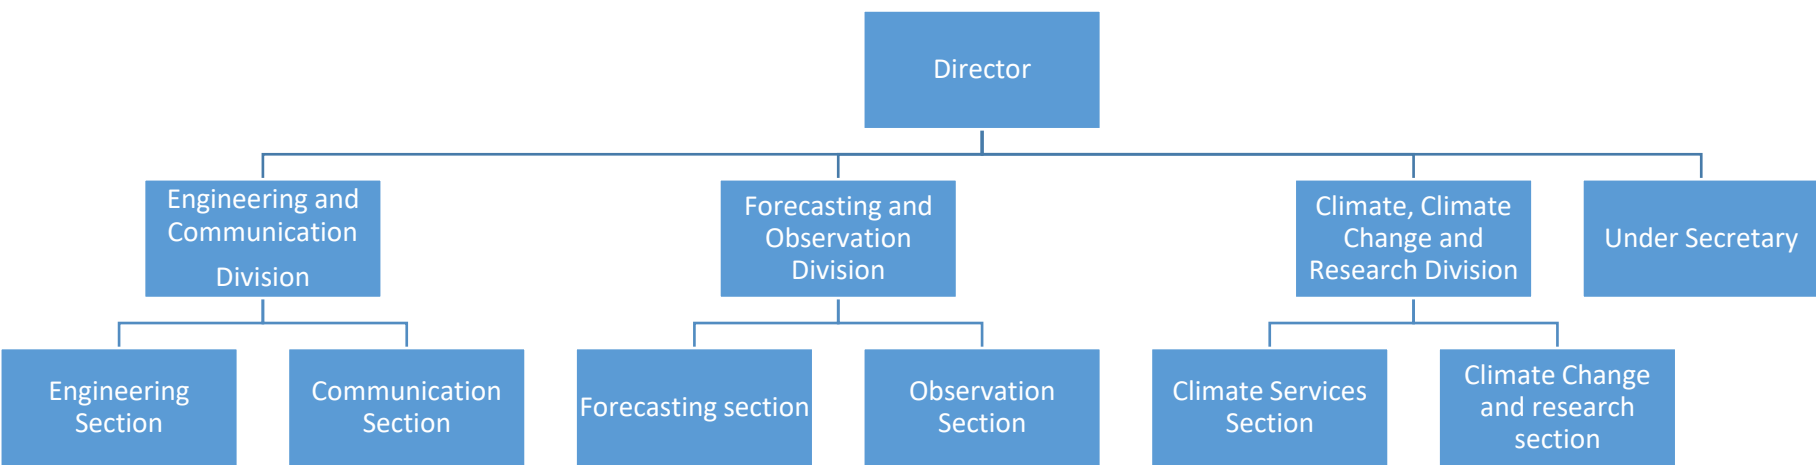 Director
Engineering and
Communication
Division
Forecasting and
Observation
Division
Climate, Climate
Change and
Research Division
Under Secretary
Engineering
Section
Communication
Section
Forecasting section
Observation
Section
Climate Services
Section
Climate Change
and research
section